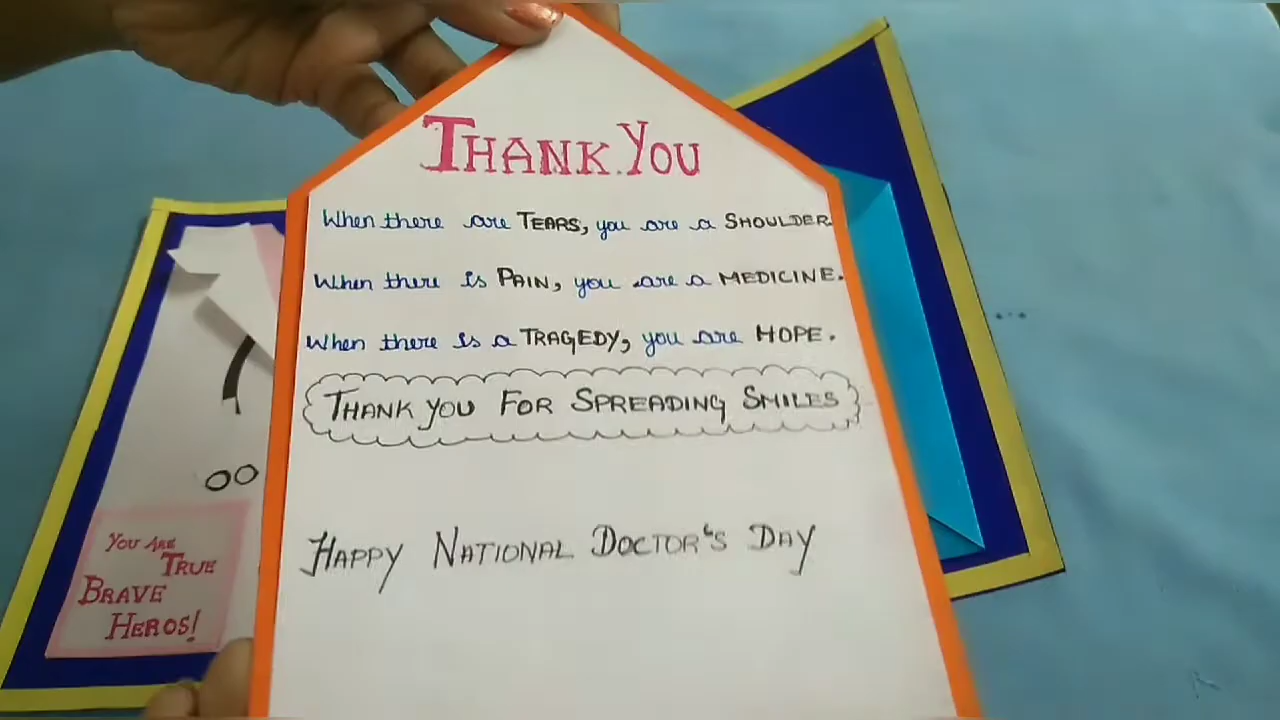 THANK YOU
When there are TEARS, you are a SHOULDER.
When there is PAIN, you are a MEDICINE.
When there is a TRAGEDY, you are HOPE.
THANK YOU FOR SPREADING SMILES
HAPPY NATIONAL DOCTOR'S DAY
YOU ARE
TRUE
BRAVE
HEROS!